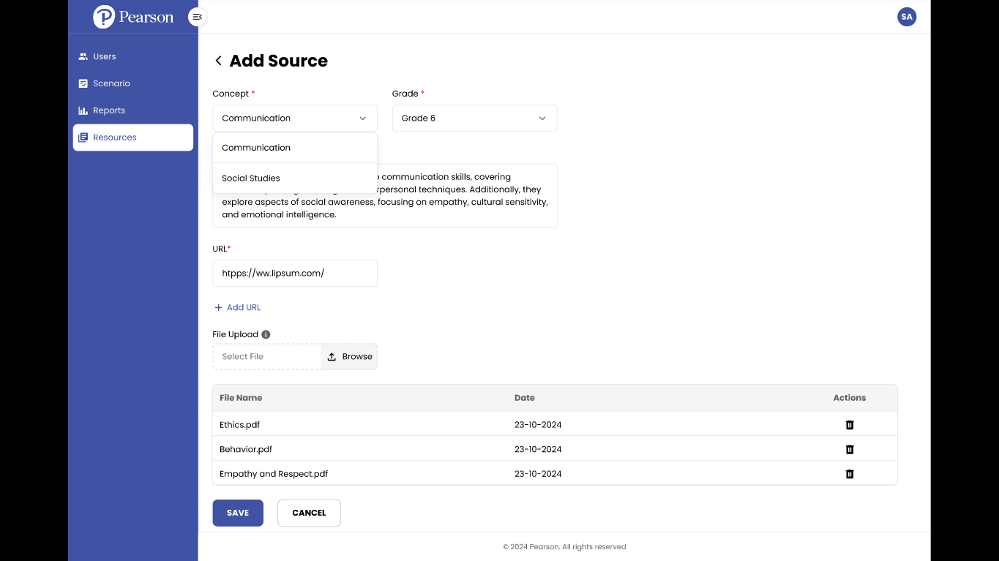 Pearson
SA
Users
Scenario
Reports
Resources
Add Source
Concept *
Grade *
Communication
Grade 6
Communication
Social Studies
communication skills, covering
techniques. Additionally, they
explore aspects of social awareness, focusing on empathy, cultural sensitivity,
and emotional intelligence.
URL*
htpps://ww.lipsum.com/
+ Add URL
File Upload
Select File
Browse
File Name Date Actions
Ethics.pdf 23-10-2024
Behavior.pdf 23-10-2024
Empathy and Respect.pdf 23-10-2024
SAVE
CANCEL
© 2024 Pearson. All rights reserved